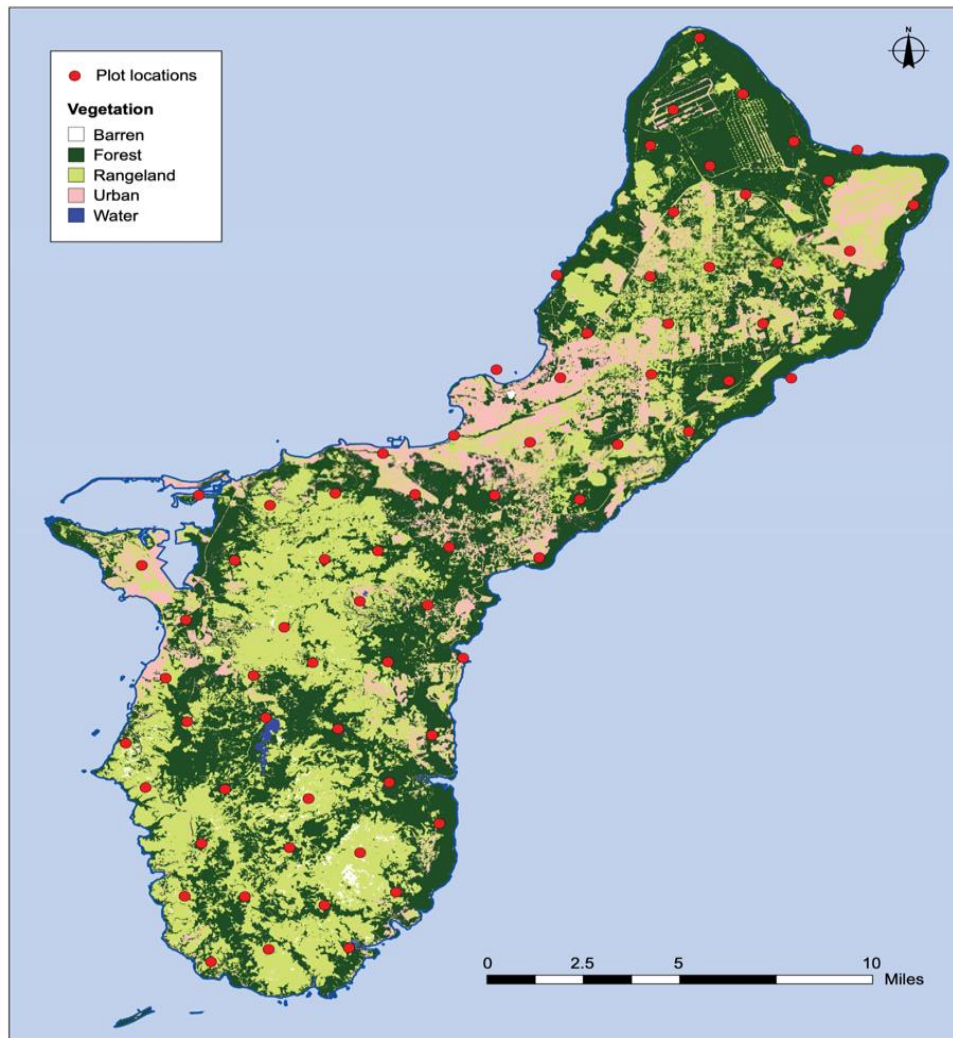 N
Plot locations
Vegetation
Barren
Forest
Rangeland
Urban
Water
0 2.5 5 10
Miles